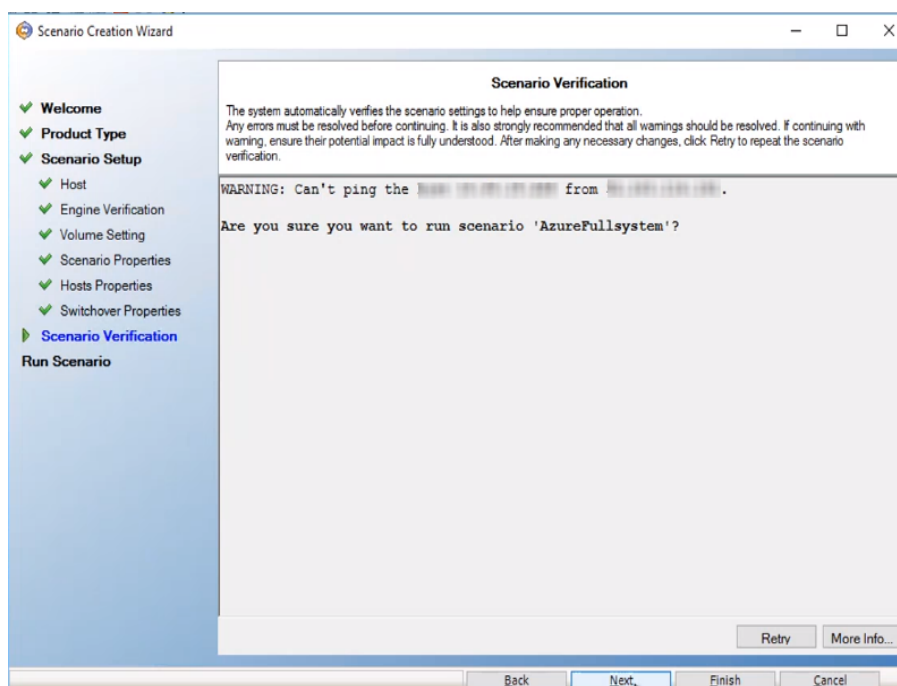 Scenario Creation Wizard
Welcome
Product Type
Scenario Setup
Host
Engine Verification
Volume Setting
Scenario Properties
Hosts Properties
Switchover Properties
Scenario Verification
Run Scenario
Scenario Verification
The system automatically verifies the scenario settings to help ensure proper operation.
Any errors must be resolved before continuing. It is also strongly recommended that all warnings should be resolved. If continuing with
warning, ensure their potential impact is fully understood. After making any necessary changes, click Retry to repeat the scenario
verification.
WARNING: Can't ping the from .
Are you sure you want to run scenario 'AzureFullsystem'?
Retry
More Info...
Back
Next
Finish
Cancel